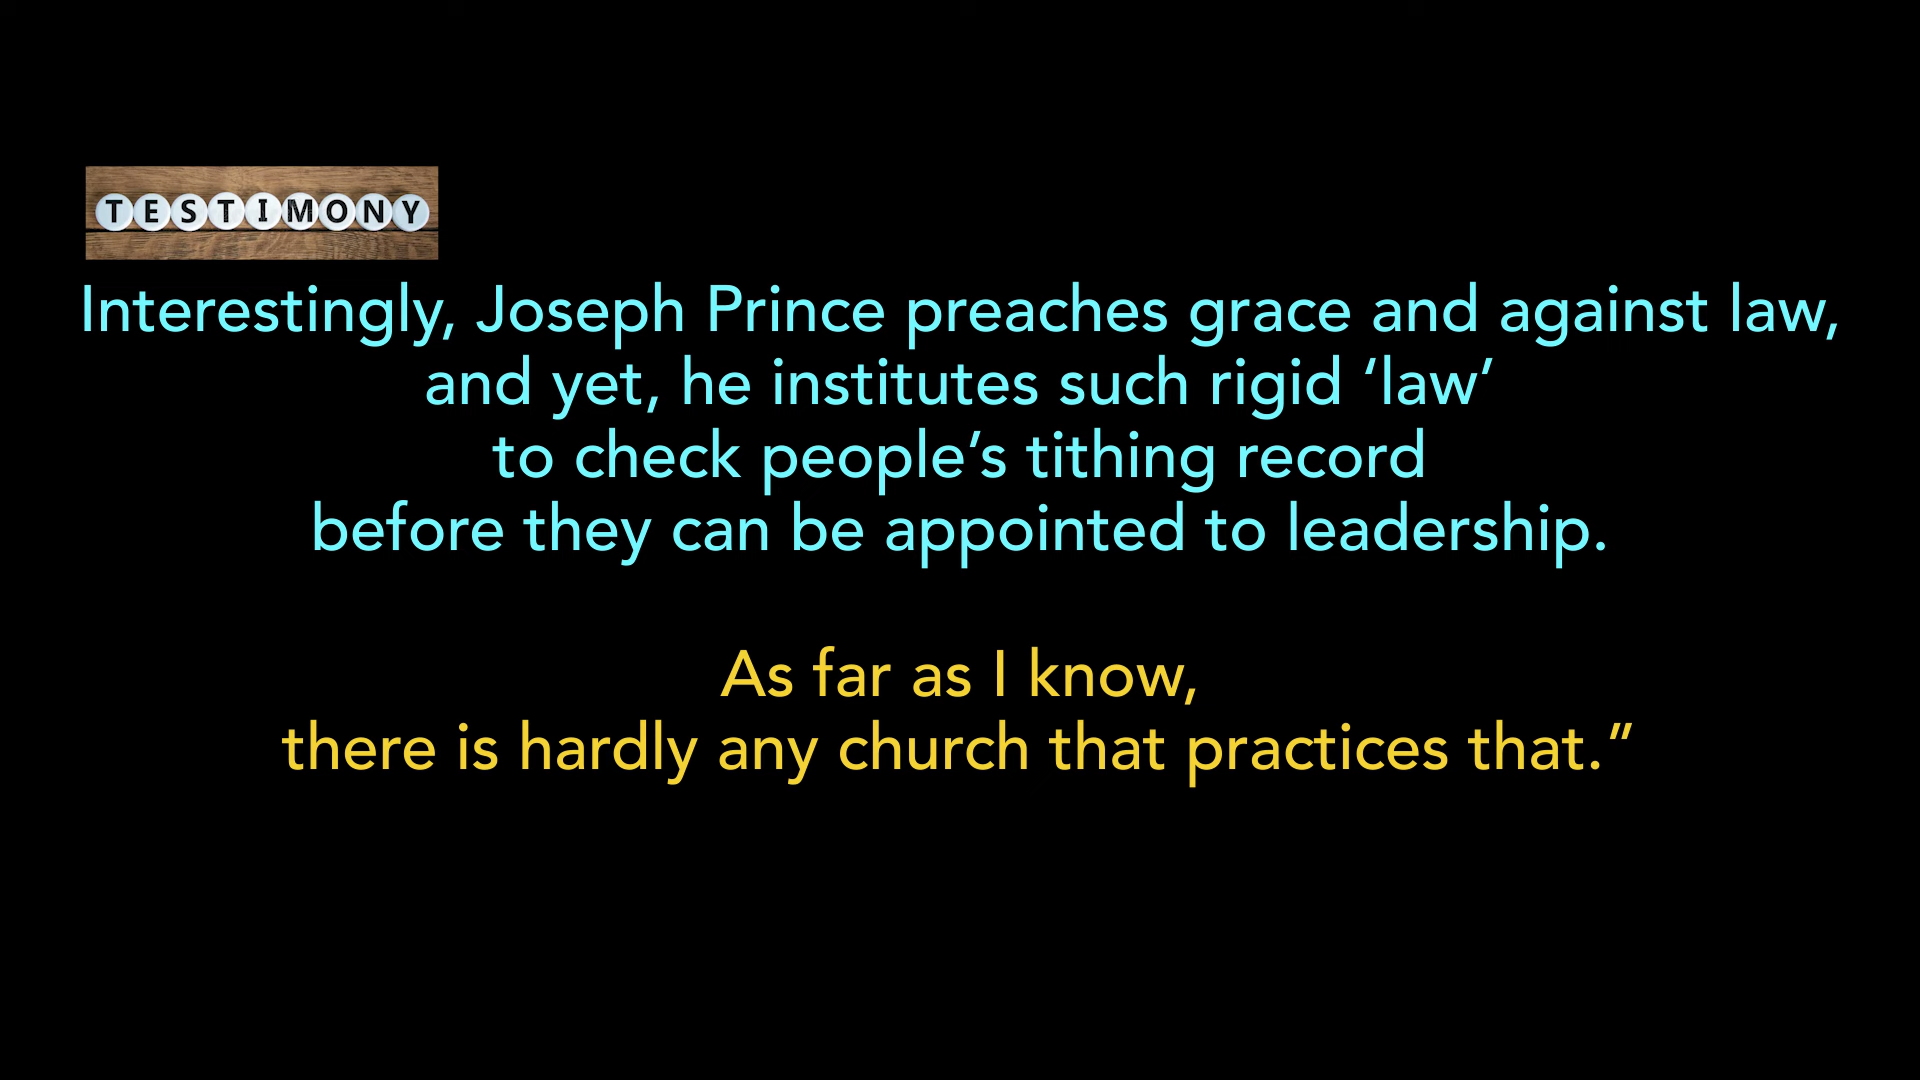 TESTIMONY
Interestingly, Joseph Prince preaches grace and against law,
and yet, he institutes such rigid ‘law’
to check people’s tithing record
before they can be appointed to leadership.
As far as I know,
there is hardly any church that practices that.”